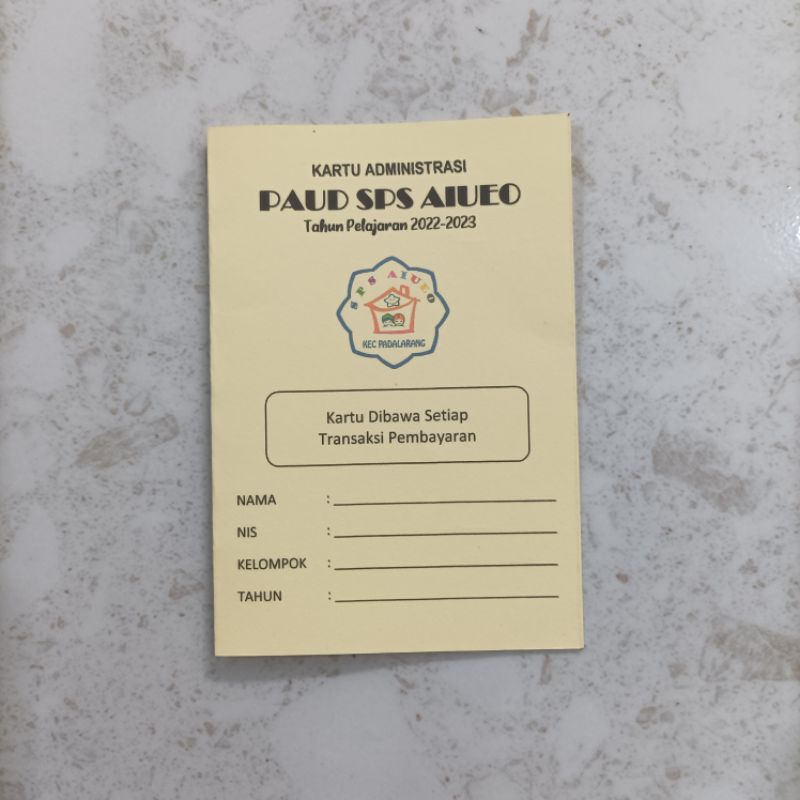 KARTU ADMINISTRASI
PAUD SPS AIUEO
Tahun Pelajaran 2022-2023
SPS AIUEO
KEC PADALARANG
Kartu Dibawa Setiap
Transaksi Pembayaran
NAMA :
NIS :
KELOMPOK :
TAHUN :